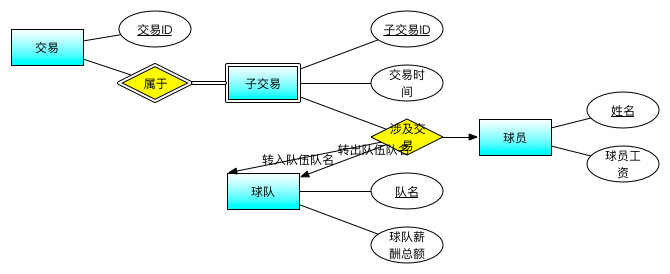 交易ID
子交易ID
交易
属于
子交易
交易时
间
涉及交
易
球员
姓名
球员工
资
转入队伍队名
转出队伍队名
球队
队名
球队薪
酬总额